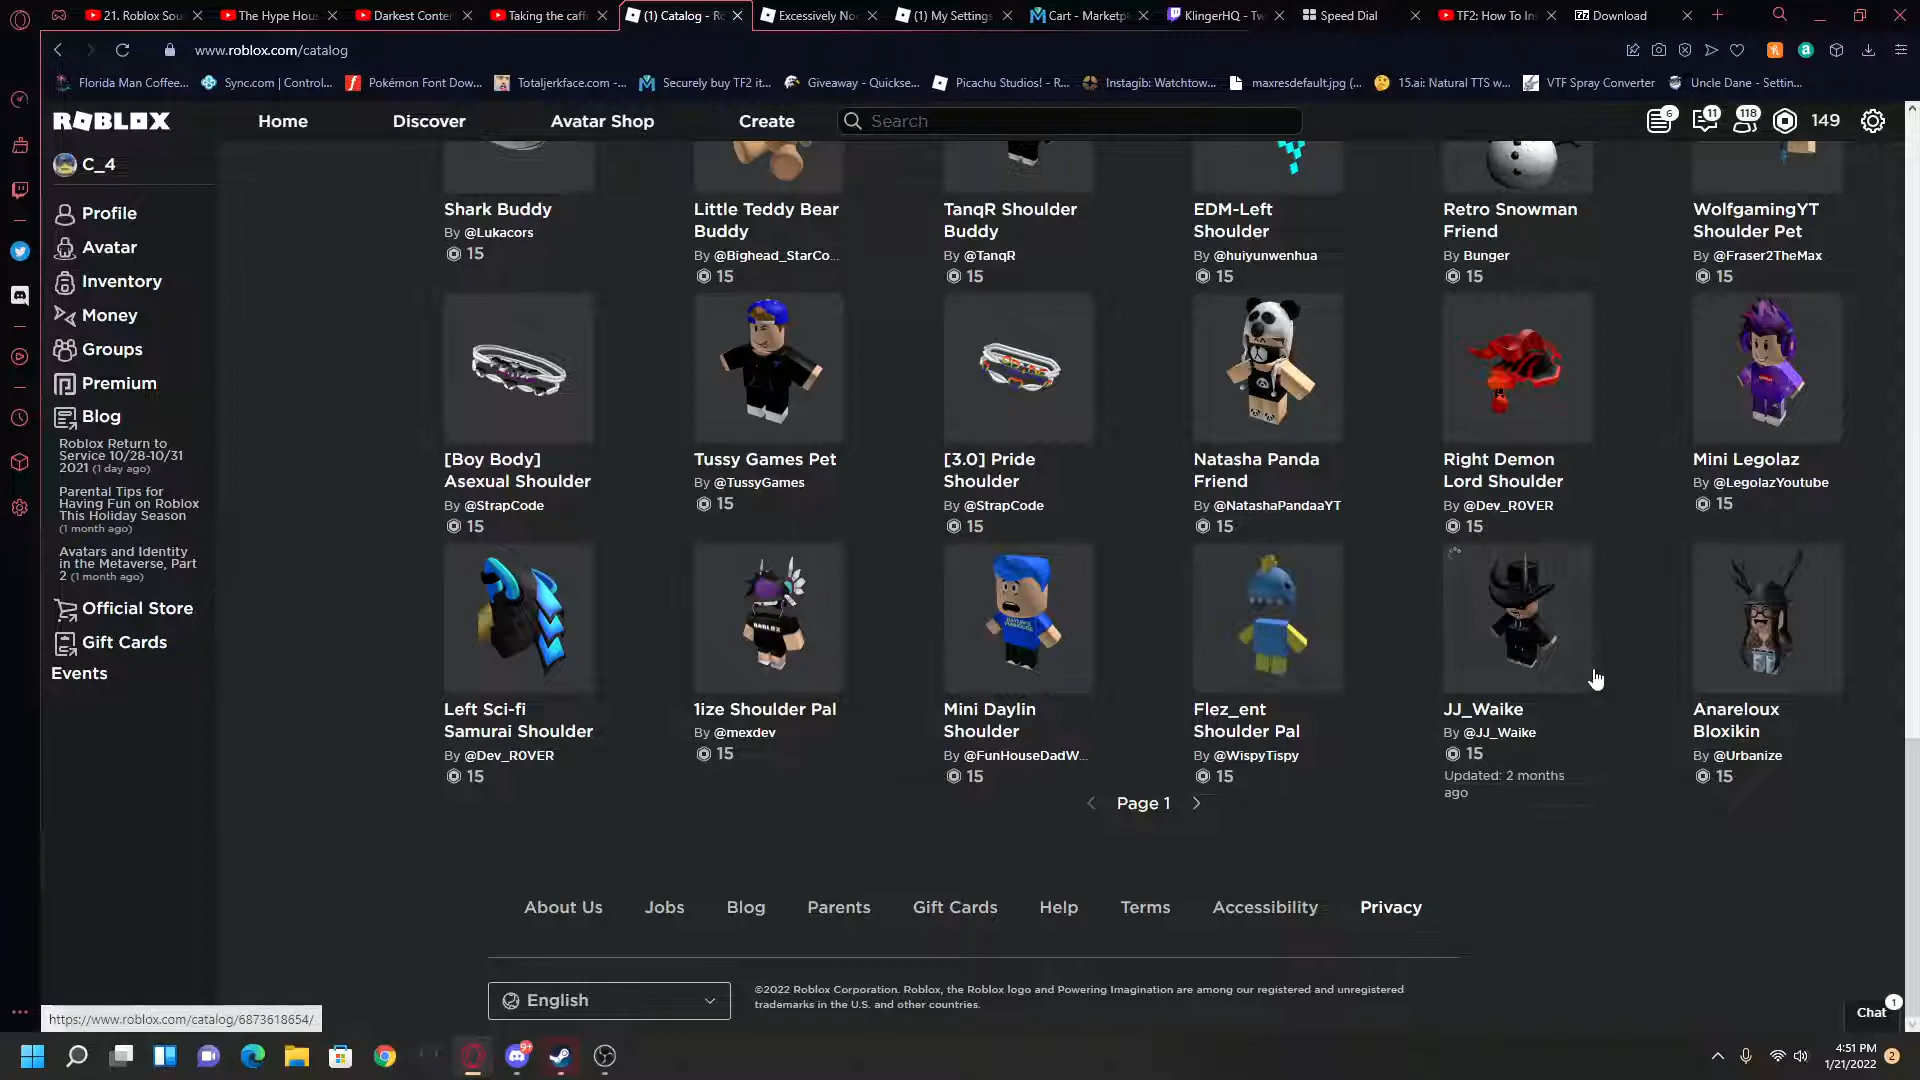 21. Roblox Sou
The Hype Hou
Darkest Conte
Taking the caff
(1) Catalog - Ro
Excessively No
(1) My Setting
Cart - Marketp
KlingerHQ - Tw
Speed Dial
TF2: How To In
Download
www.roblox.com/catalog
Florida Man Coffee...
Sync.com | Control...
Pokémon Font Dow...
Totaljerkface.com -...
Securely buy TF2 it...
Giveaway - Quickse...
Picachu Studios! - R...
Instagib: Watchtow...
maxresdefault.jpg (...
15.ai: Natural TTS w...
VTF Spray Converter
Uncle Dane - Settin...
ROBLOX
Home
Discover
Avatar Shop
Create
Search
6
11
118
149
C_4
Profile
Avatar
Inventory
Money
Groups
Premium
Blog
Roblox Return to
Service 10/28-10/31
2021 (1 day ago)
Parental Tips for
Having Fun on Roblox
This Holiday Season
(1 month ago)
Avatars and Identity
in the Metaverse, Part
2 (1 month ago)
Official Store
Gift Cards
Events
Shark Buddy
By @Lukacors
15
Little Teddy Bear
Buddy
By @Bighead_StarCo...
15
TanqR Shoulder
Buddy
By @TanqR
15
EDM-Left
Shoulder
By @huiyunwenhua
15
Retro Snowman
Friend
By Bunger
15
WolfgamingYT
Shoulder Pet
By @Fraser2TheMax
15
[Boy Body]
Asexual Shoulder
By @StrapCode
15
Tussy Games Pet
By @TussyGames
15
[3.0] Pride
Shoulder
By @StrapCode
15
Natasha Panda
Friend
By @NatashaPandaaYT
15
Right Demon
Lord Shoulder
By @Dev_R0VER
15
Mini Legolaz
By @LegolazYoutube
15
Left Sci-fi
Samurai Shoulder
By @Dev_R0VER
15
ROBLOX
1ize Shoulder Pal
By @mexdev
15
Mini Daylin
Shoulder
By @FunHouseDadW...
15
Flez_ent
Shoulder Pal
By @WispyTispy
15
JJ_Waike
By @JJ_Waike
15
Updated: 2 months
ago
Anareloux
Bloxikin
By @Urbanize
15
Page 1
About Us
Jobs
Blog
Parents
Gift Cards
Help
Terms
Accessibility
Privacy
English
©2022 Roblox Corporation. Roblox, the Roblox logo and Powering Imagination are among our registered and unregistered
trademarks in the U.S. and other countries.
Chat
1
https://www.roblox.com/catalog/6873618654/
9+
4:51 PM
1/21/2022
2